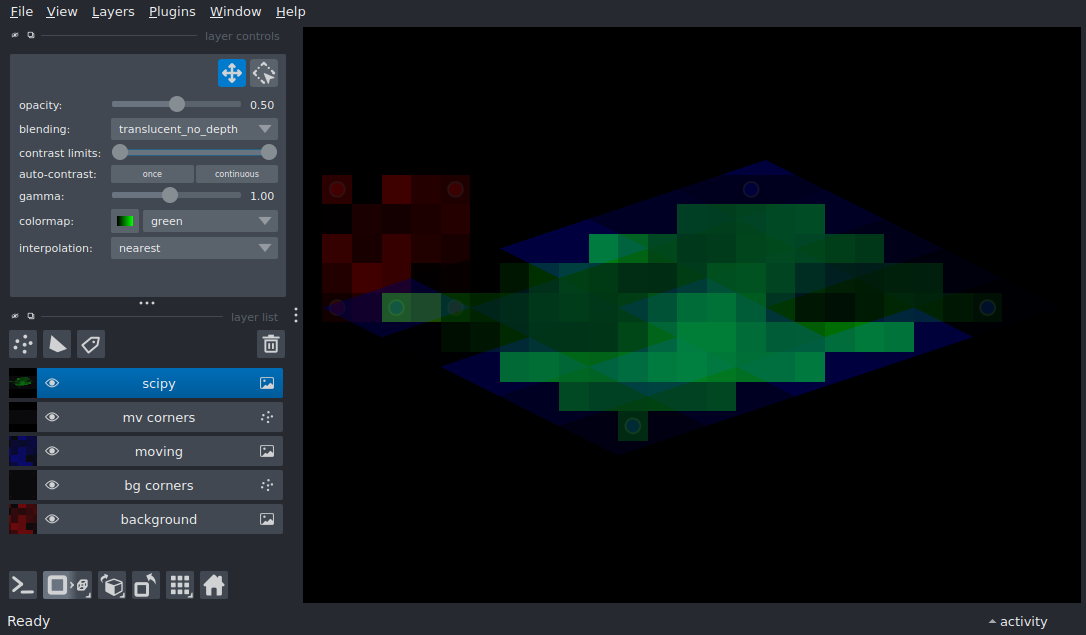 File View Layers Plugins Window Help
layer controls
opacity: 0.50
blending: translucent_no_depth
contrast limits:
auto-contrast: once continuous
gamma: 1.00
colormap: green
interpolation: nearest
layer list
scipy
mv corners
moving
bg corners
background
Ready activity